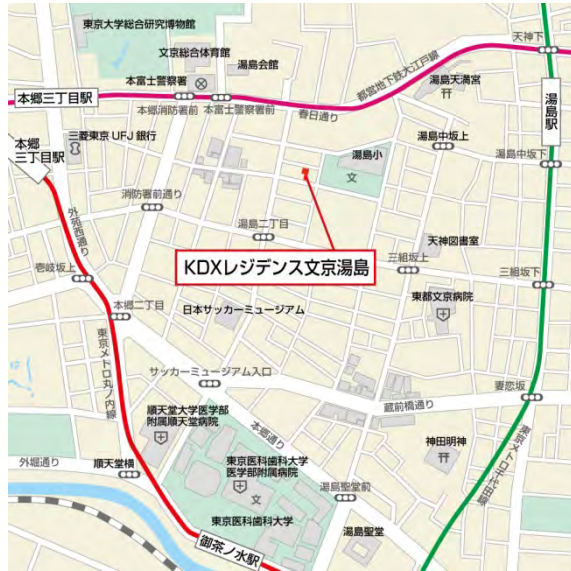 東京大学総合研究博物館
天神下
文京総合体育館
湯島会館
都営地下鉄大江戸線
湯島天満宮
本富士警察署
湯島駅
本郷三丁目駅
本郷消防署前
本富士警察署前
春日通り
三菱東京UFJ銀行
湯島中坂上
湯島中坂下
本郷
三丁目駅
湯島小
文
消防署前通り
外苑西通り
湯島二丁目
天神図書室
壱岐坂上
KDXレジデンス文京湯島
三組坂上
三組坂下
東都文京病院
本郷二丁目
日本サッカーミュージアム
東京メトロ丸ノ内線
サッカーミュージアム入口
妻恋坂
蔵前橋通り
順天堂大学医学部
附属順天堂病院
本郷通り
東京メトロ千代田線
神田明神
外堀通り
順天堂横
東京医科歯科大学
医学部附属病院
文
湯島聖堂前
東京医科歯科大学
湯島聖堂
御茶ノ水駅